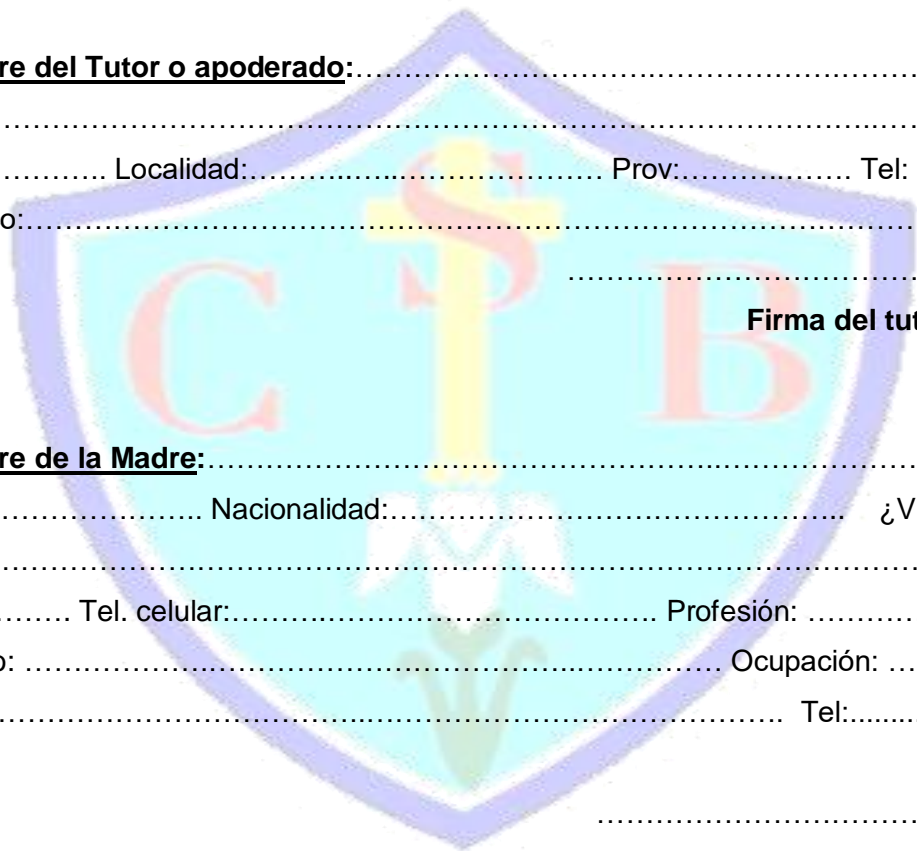 re del Tutor o apoderado:……………………………………………………
……………………………………………………………………………………
……….. Localidad:………...…..…………………… Prov:……………… Tel:
o:…………………………………………………………………………………
C S B
………………………………
Firma del tut
re de la Madre:……………………………………………………………………
………………….. Nacionalidad:……………………………………….. ¿V
……………………………………………………………………………………
……. Tel. celular:………..……………………………. Profesión: …………
o: ………………………………………………..…………… Ocupación: …
………………………………..……………………………………. Tel:.......
……………………………